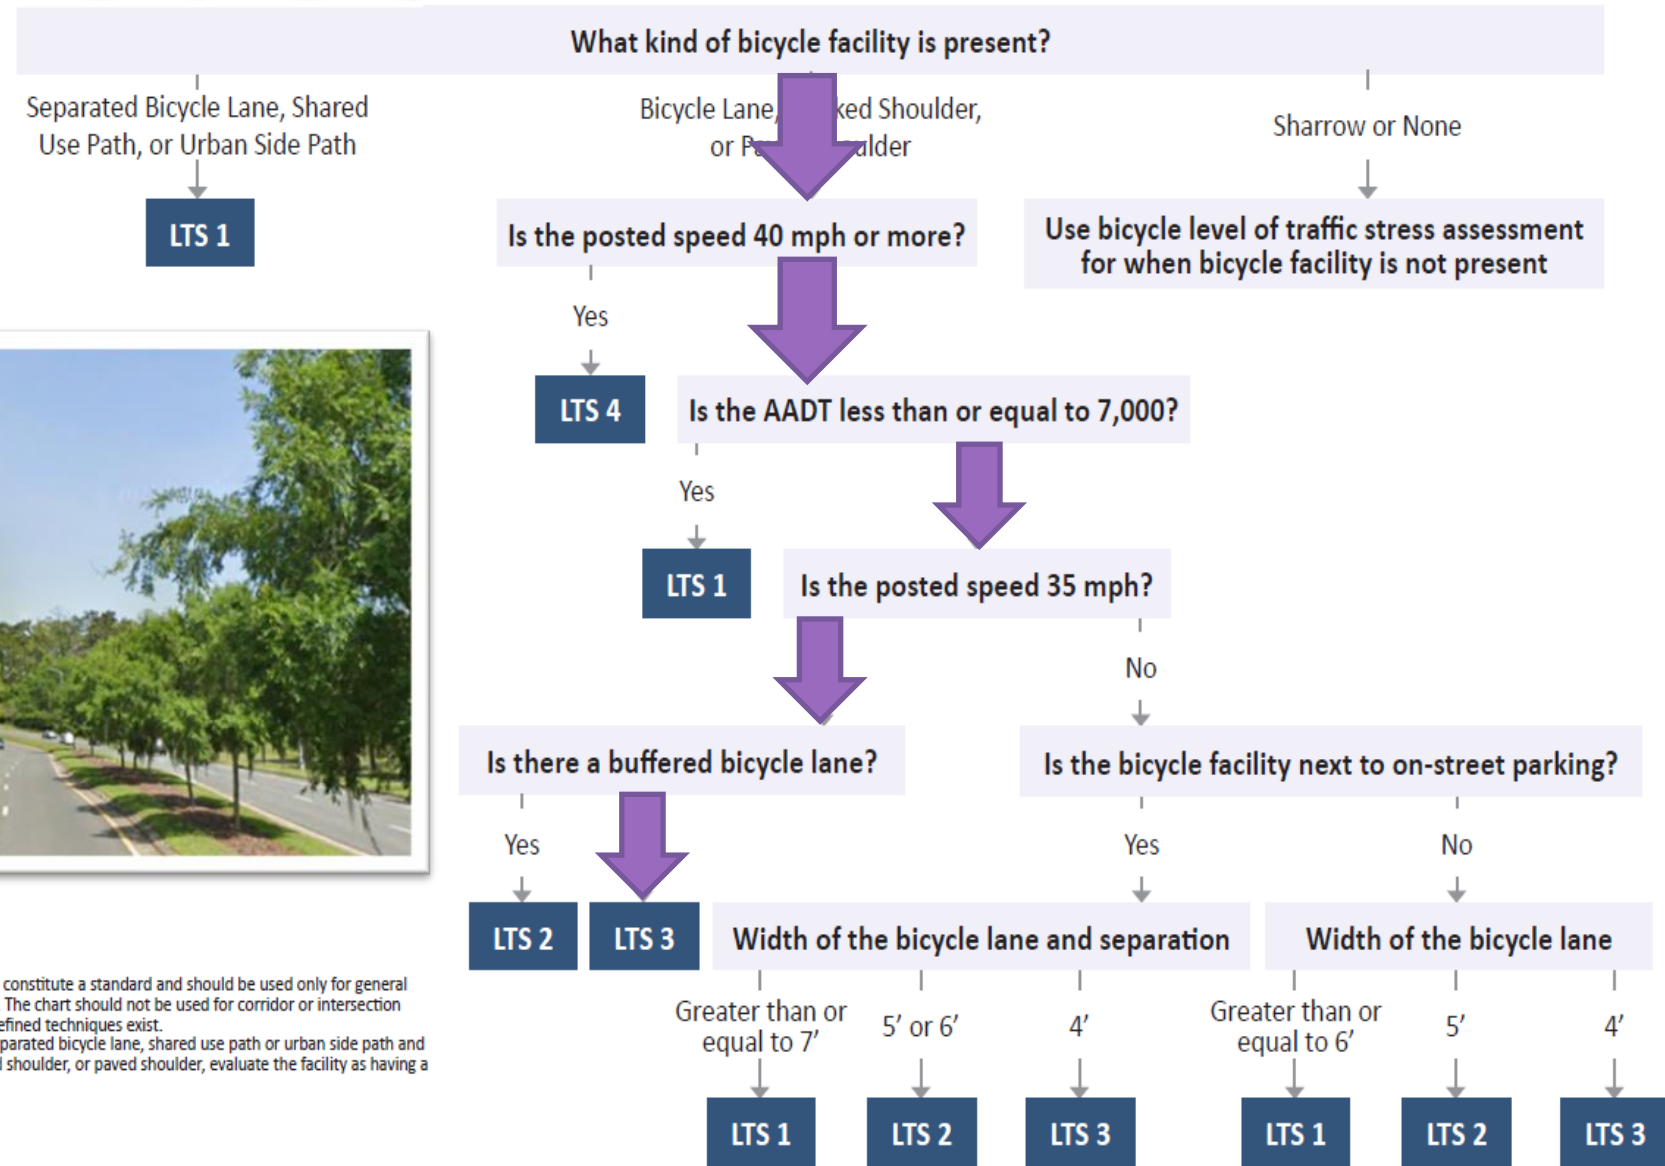 What kind of bicycle facility is present?
Separated Bicycle Lane, Shared
Use Path, or Urban Side Path
Bicycle Lane, Shoulder,
or
Sharrow or None
LTS 1
Is the posted speed 40 mph or more?
Use bicycle level of traffic stress assessment
for when bicycle facility is not present
Yes
LTS 4
Is the AADT less than or equal to 7,000?
Yes
LTS 1
Is the posted speed 35 mph?
No
Is there a buffered bicycle lane?
Is the bicycle facility next to on-street parking?
Yes
Yes
No
LTS 2
LTS 3
Width of the bicycle lane and separation
Width of the bicycle lane
constitute a standard and should be used only for general
The chart should not be used for corridor or intersection
techniques exist.
bicycle lane, shared use path or urban side path and
shoulder, or paved shoulder, evaluate the facility as having a
Greater than or
equal to 7’
5’ or 6’
4’
Greater than or
equal to 6’
5’
4’
LTS 1
LTS 2
LTS 3
LTS 1
LTS 2
LTS 3